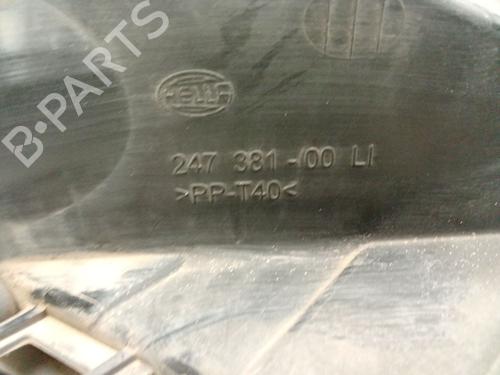 B-PARTS
HELLA
247 381-00 LI
>PP-T40<